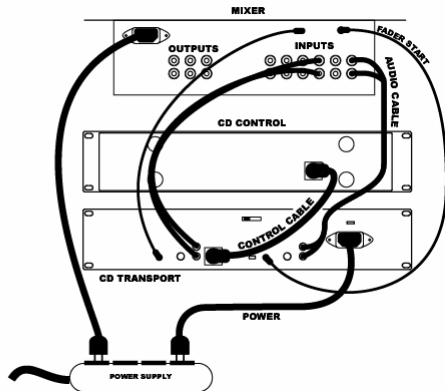 MIXER
OUTPUTS
INPUTS
FADER START
AUDIO CABLE
CD CONTROL
CONTROL CABLE
CD TRANSPORT
POWER
POWER SUPPLY